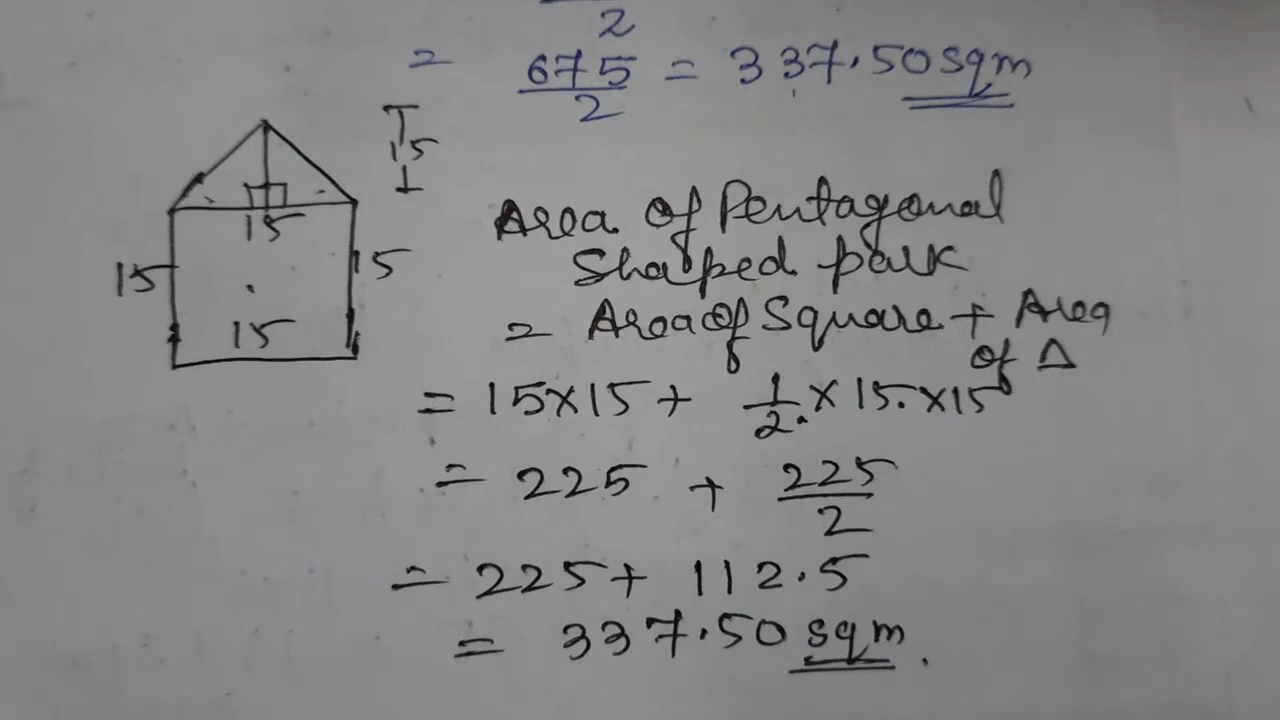 2
= 675/2 = 337.50 sqm
15
15
15
15
15
Area of Pentagonal
Shaped park
= Area of Square + Area
of Δ
= 15×15 + 1/2 × 15 × 15
= 225 + 225/2
= 225 + 112.5
= 337.50 sqm.